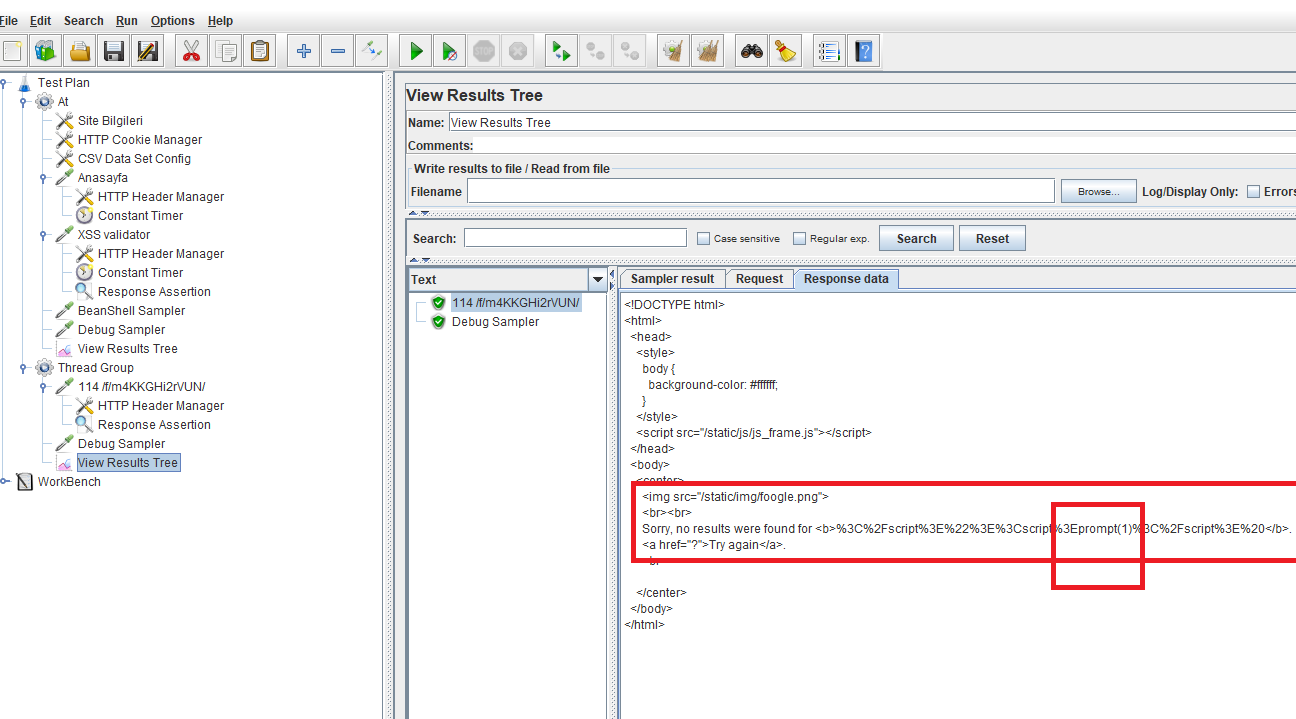 File Edit Search Run Options Help
Test Plan
At
Site Bilgileri
HTTP Cookie Manager
CSV Data Set Config
Anasayfa
HTTP Header Manager
Constant Timer
XSS validator
HTTP Header Manager
Constant Timer
Response Assertion
BeanShell Sampler
Debug Sampler
View Results Tree
Thread Group
114 /f/m4KKGHi2rVUN/
HTTP Header Manager
Response Assertion
Debug Sampler
View Results Tree
WorkBench
View Results Tree
Name: View Results Tree
Comments:
Write results to file / Read from file
Filename Browse... Log/Display Only: Errors
Search: Case sensitive Regular exp. Search Reset
Text
114 /f/m4KKGHi2rVUN/
Debug Sampler
Sampler result Request Response data
<!DOCTYPE html>
<html>
<head>
<style>
body {
background-color: #ffffff;
}
</style>
<script src="/static/js/js_frame.js"></script>
</head>
<body>
<center>
<img src="/static/img/foogle.png">
<br><br>
Sorry, no results were found for <b>%3C%2Fscript%3E%22%3E%3Cscript%3Eprompt(1)%3C%2Fscript%3E%20</b>.
<a href="?">Try again</a>.
</center>
</body>
</html>